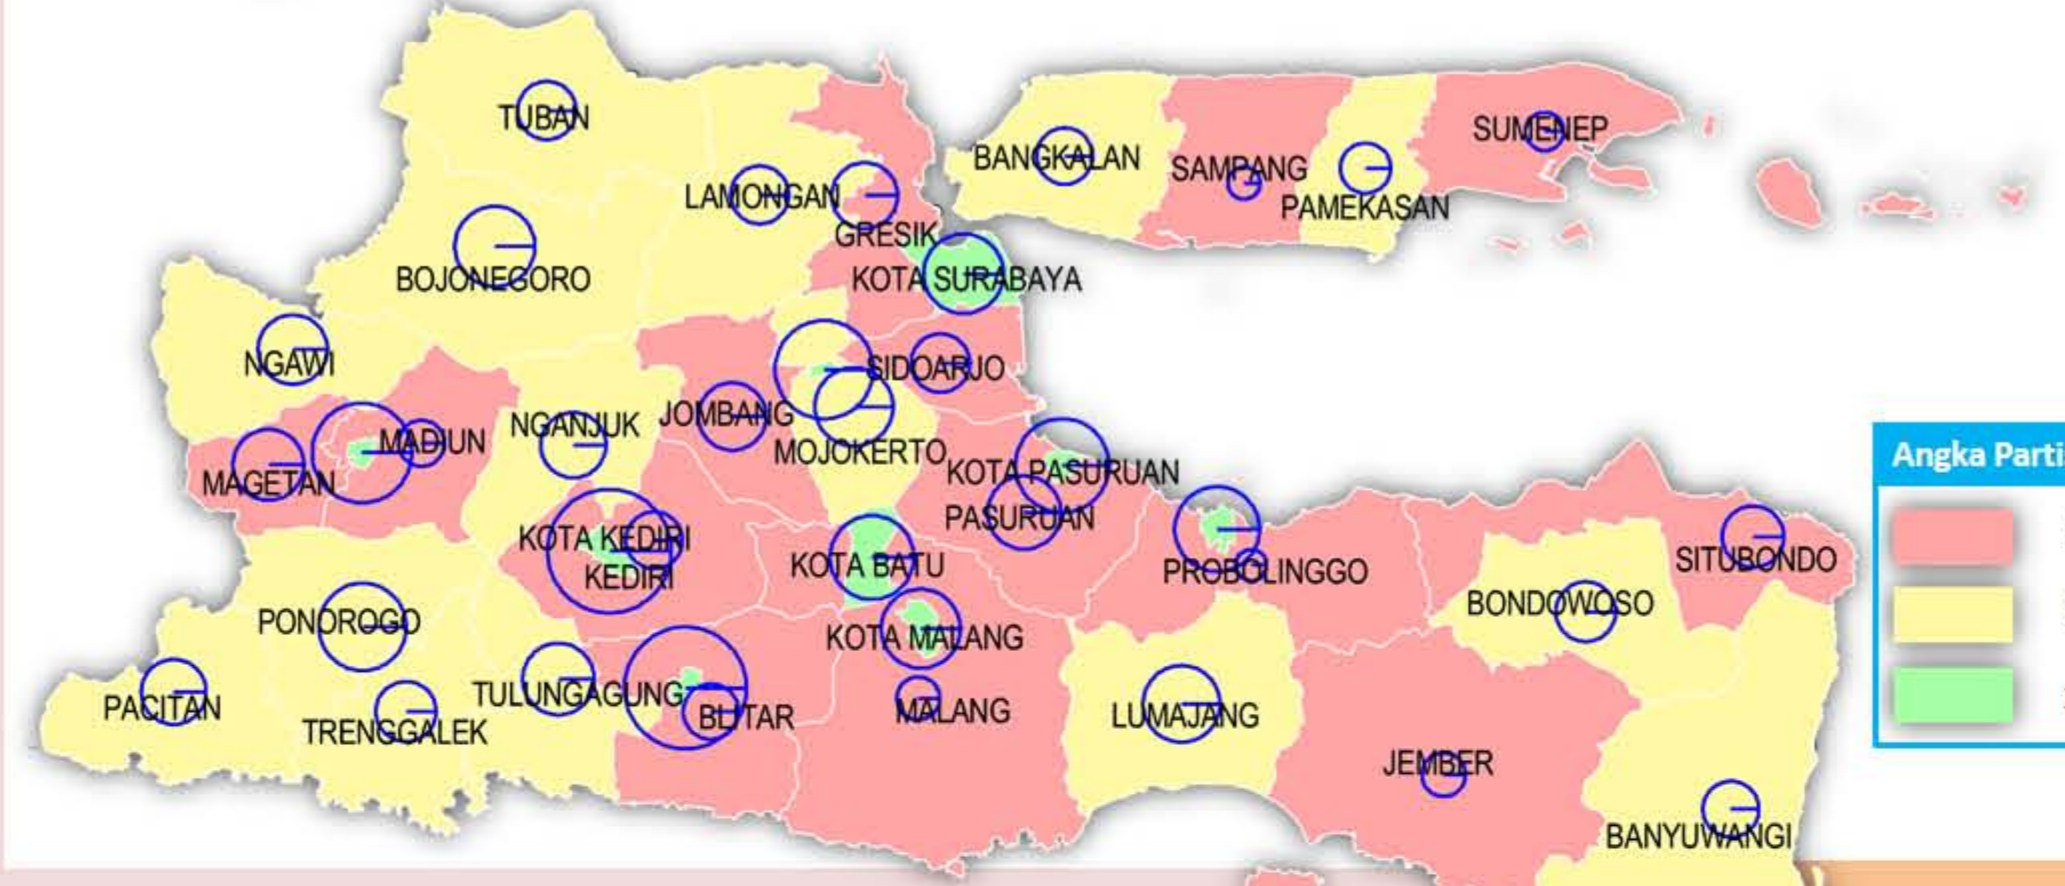 TUBAN
SUMENEP
BANGKALAN
SAMPANG
LAMONGAN
PAMEKASAN
GRESIK
BOJONEGORO
KOTA SURABAYA
NGAWI
SIDOARJO
JOMBANG
NGANJUK
MADIUN
MOJOKERTO
Angka Parti
KOTA PASURUAN
MAGETAN
PASURUAN
KOTA KEDIRI
SITUBONDO
KOTA BATU
PROBOLINGGO
KEDIRI
BONDOWOSO
PONOROGO
KOTA MALANG
TULUNGAGUNG
PACITAN
MALANG
BLITAR
LUMAJANG
TRENGGALEK
JEMBER
BANYUWANGI